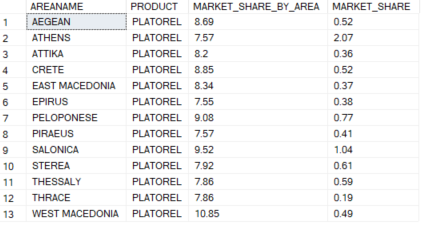 AREANAME PRODUCT MARKET_SHARE_BY_AREA MARKET_SHARE
1 AEGEAN PLATOREL 8.69 0.52
2 ATHENS PLATOREL 7.57 2.07
3 ATTIKA PLATOREL 8.2 0.36
4 CRETE PLATOREL 8.85 0.52
5 EAST MACEDONIA PLATOREL 8.34 0.37
6 EPIRUS PLATOREL 7.55 0.38
7 PELOPONESE PLATOREL 9.08 0.77
8 PIRAEUS PLATOREL 7.57 0.41
9 SALONICA PLATOREL 9.52 1.04
10 STEREA PLATOREL 7.92 0.61
11 THESSALY PLATOREL 7.86 0.59
12 THRACE PLATOREL 7.86 0.19
13 WEST MACEDONIA PLATOREL 10.85 0.49